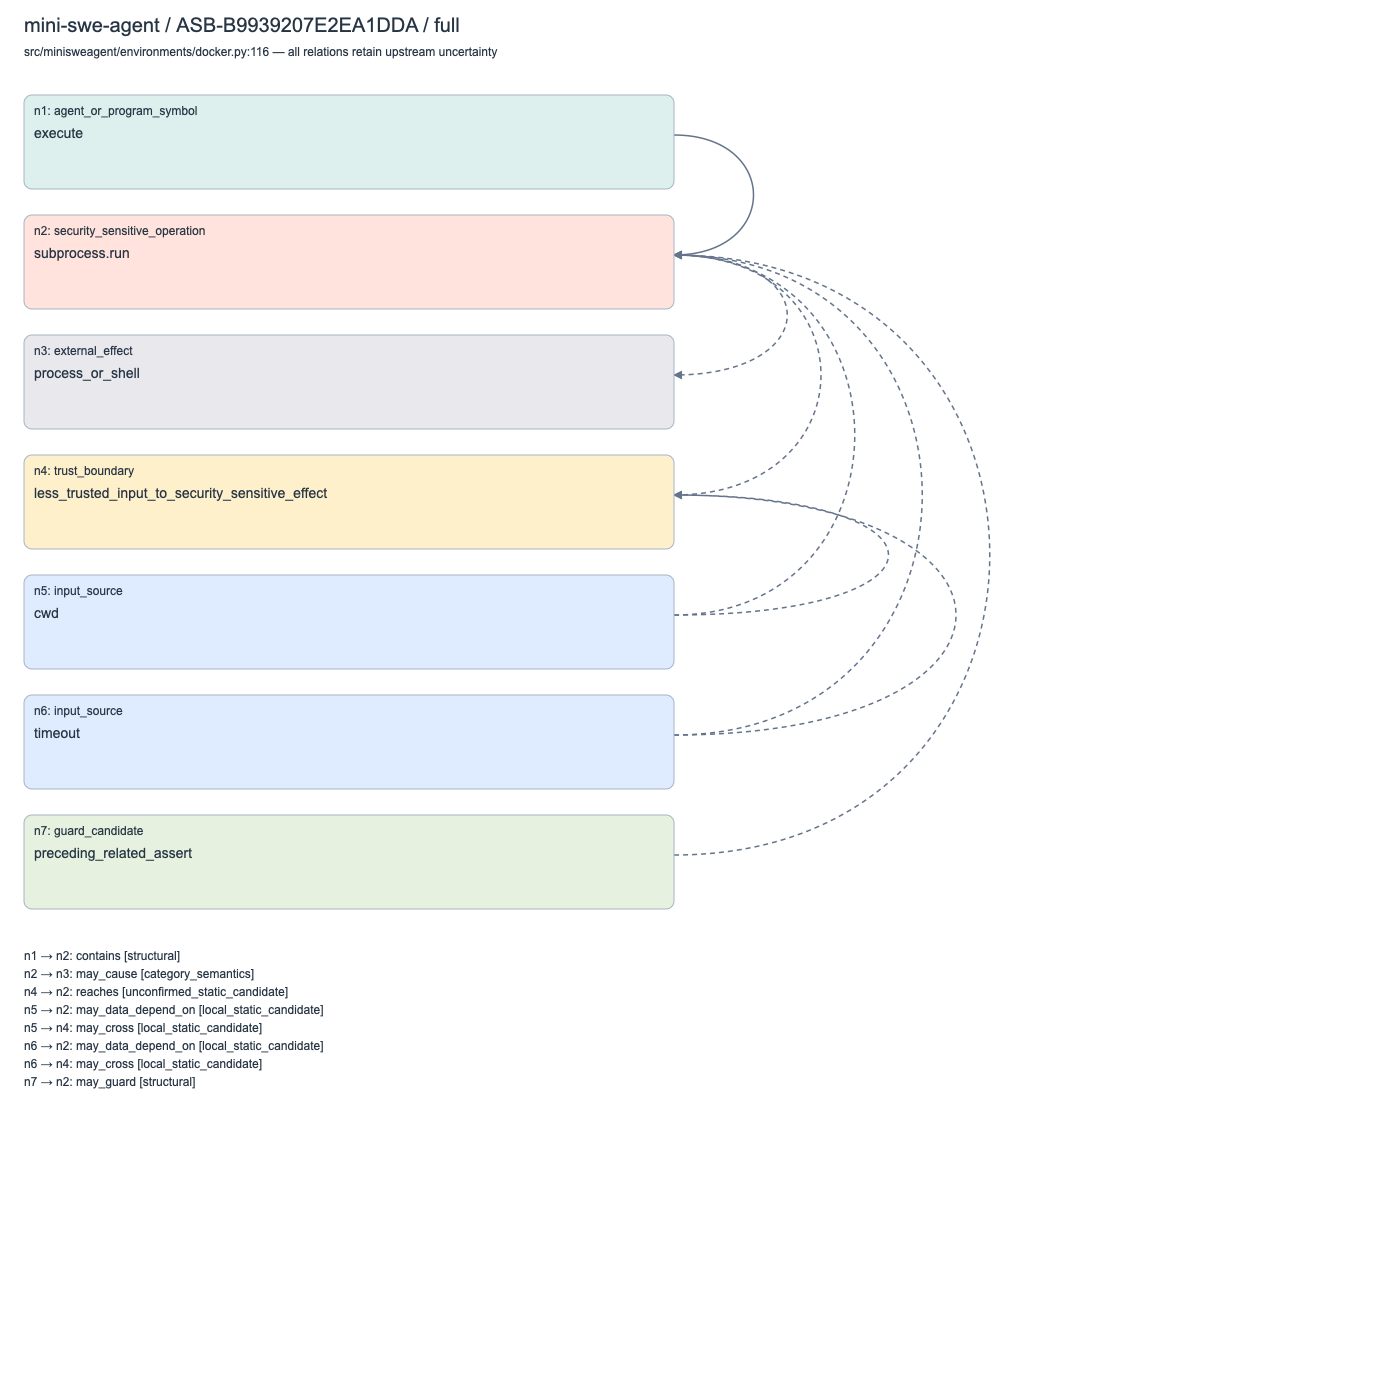 mini-swe-agent / ASB-B9939207E2EA1DDA / full
src/minisweagent/environments/docker.py:116 — all relations retain upstream uncertainty
n1: agent_or_program_symbol
execute
n2: security_sensitive_operation
subprocess.run
n3: external_effect
process_or_shell
n4: trust_boundary
less_trusted_input_to_security_sensitive_effect
n5: input_source
cwd
n6: input_source
timeout
n7: guard_candidate
preceding_related_assert
n1 → n2: contains [structural]
n2 → n3: may_cause [category_semantics]
n4 → n2: reaches [unconfirmed_static_candidate]
n5 → n2: may_data_depend_on [local_static_candidate]
n5 → n4: may_cross [local_static_candidate]
n6 → n2: may_data_depend_on [local_static_candidate]
n6 → n4: may_cross [local_static_candidate]
n7 → n2: may_guard [structural]